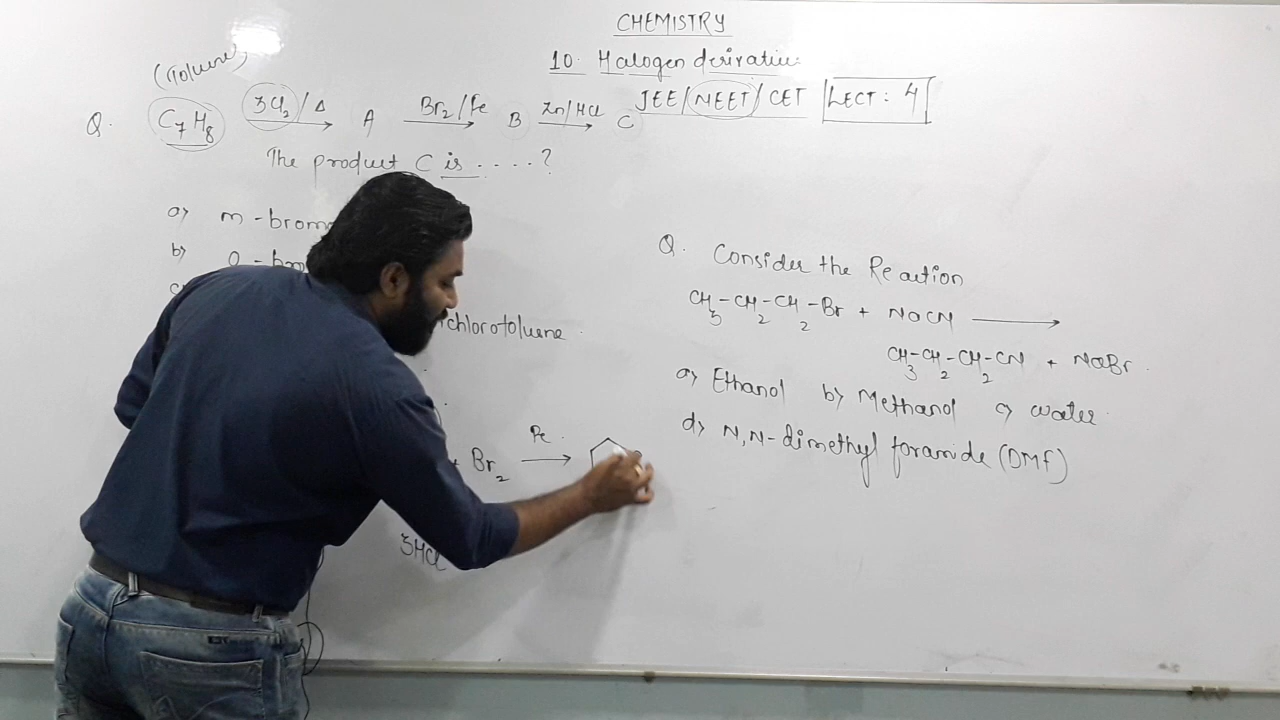 CHEMISTRY
10. Halogen derivative
JEE/NEET/CET LECT: 4
(Toluene)
Q. C7H8 3Cl2/Δ A Br2/Fe B Zn/HCl C
The product C is ....?
a) m-brom
b) o-bro
chlorotoluene.
+ Br2 Fe.
3HCl
Q. Consider the Reaction
CH3-CH2-CH2-Br + NaCN
CH3-CH2-CH2-CN + NaBr.
a) Ethanol b) Methanol c) water.
d) N,N-dimethyl foramide (DMF)